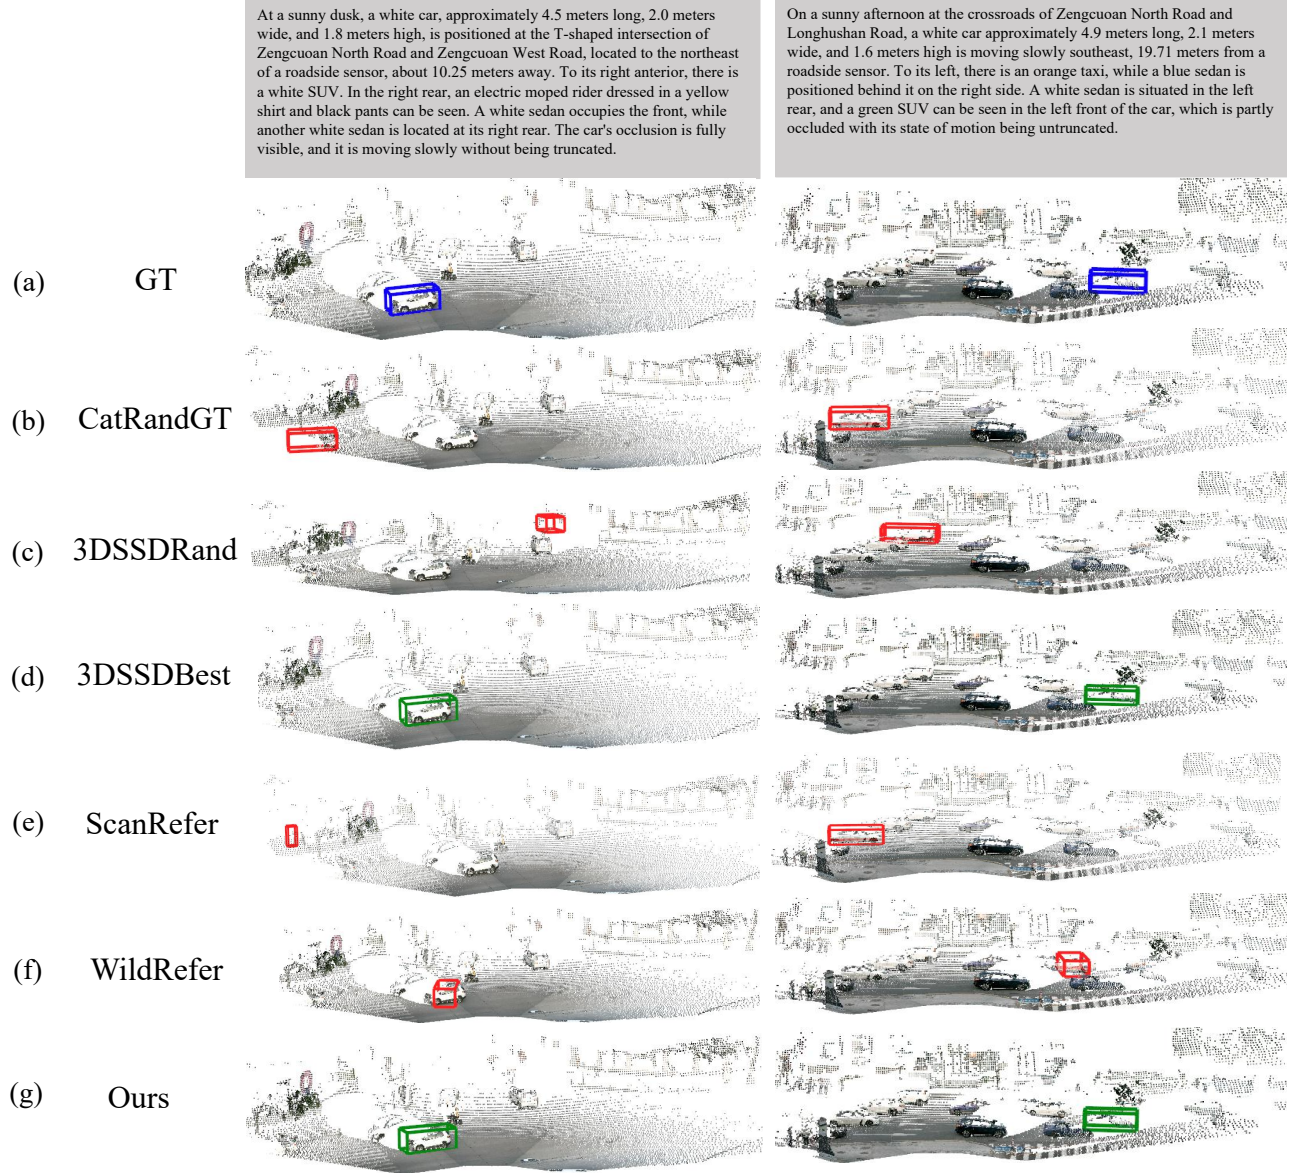 At a sunny dusk, a white car, approximately 4.5 meters long, 2.0 meters
wide, and 1.8 meters high, is positioned at the T-shaped intersection of
Zengcuoan North Road and Zengcuoan West Road, located to the northeast
of a roadside sensor, about 10.25 meters away. To its right anterior, there is
a white SUV. In the right rear, an electric moped rider dressed in a yellow
shirt and black pants can be seen. A white sedan occupies the front, while
another white sedan is located at its right rear. The car's occlusion is fully
visible, and it is moving slowly without being truncated.
On a sunny afternoon at the crossroads of Zengcuoan North Road and
Longhushan Road, a white car approximately 4.9 meters long, 2.1 meters
wide, and 1.6 meters high is moving slowly southeast, 19.71 meters from a
roadside sensor. To its left, there is an orange taxi, while a blue sedan is
positioned behind it on the right side. A white sedan is situated in the left
rear, and a green SUV can be seen in the left front of the car, which is partly
occluded with its state of motion being untruncated.
(a) GT
(b) CatRandGT
(c) 3DSSDRand
(d) 3DSSDBest
(e) ScanRefer
(f) WildRefer
(g) Ours